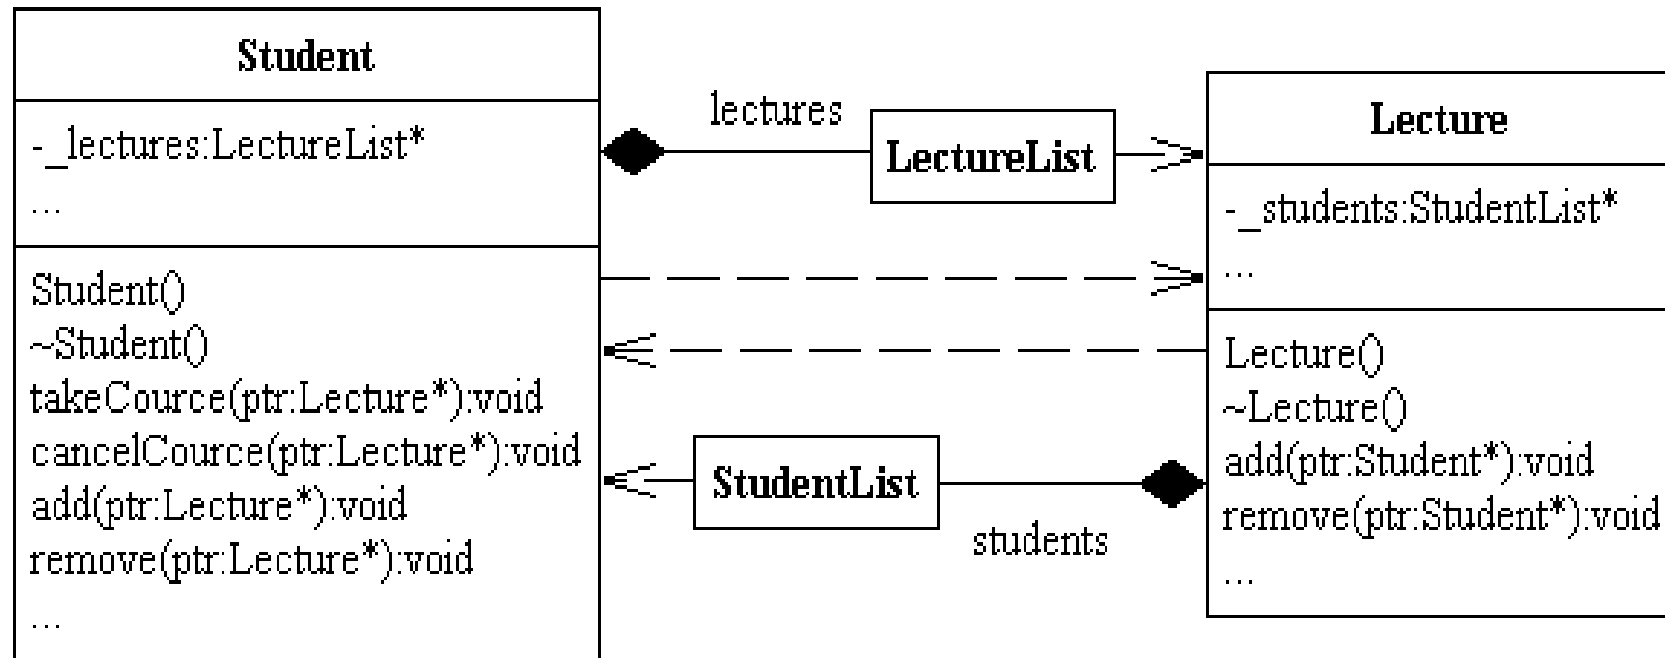 Student
-_lectures:LectureList*
...
Student()
~Student()
takeCource(ptr:Lecture*):void
cancelCource(ptr:Lecture*):void
add(ptr:Lecture*):void
remove(ptr:Lecture*):void
...
lectures
LectureList
StudentList
students
Lecture
-_students:StudentList*
...
Lecture()
~Lecture()
add(ptr:Student*):void
remove(ptr:Student*):void
...